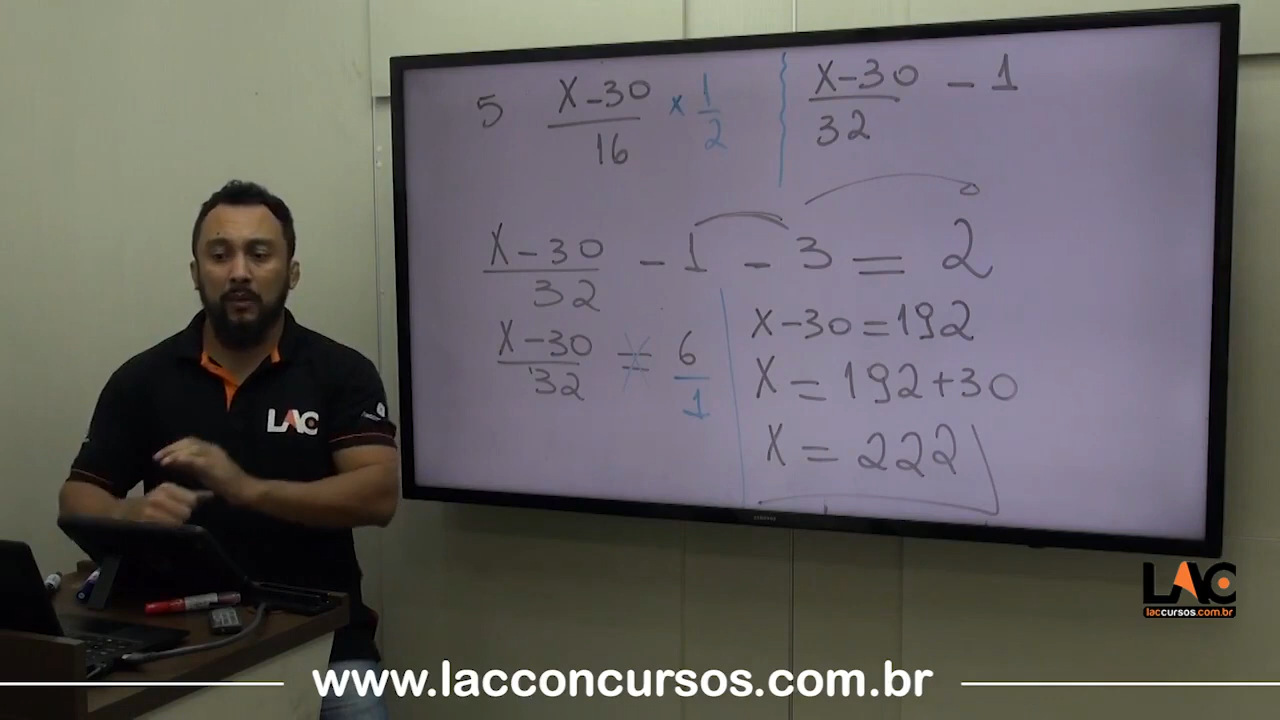 5 X-30/16 × 1/2
X-30/32 - 1
X-30/32 - 1 - 3 = 2
X-30/32 = 6/1
X-30=192
X=192+30
X=222
LAC
SAMSUNG
LAC
laccursos.com.br
www.lacconcursos.com.br